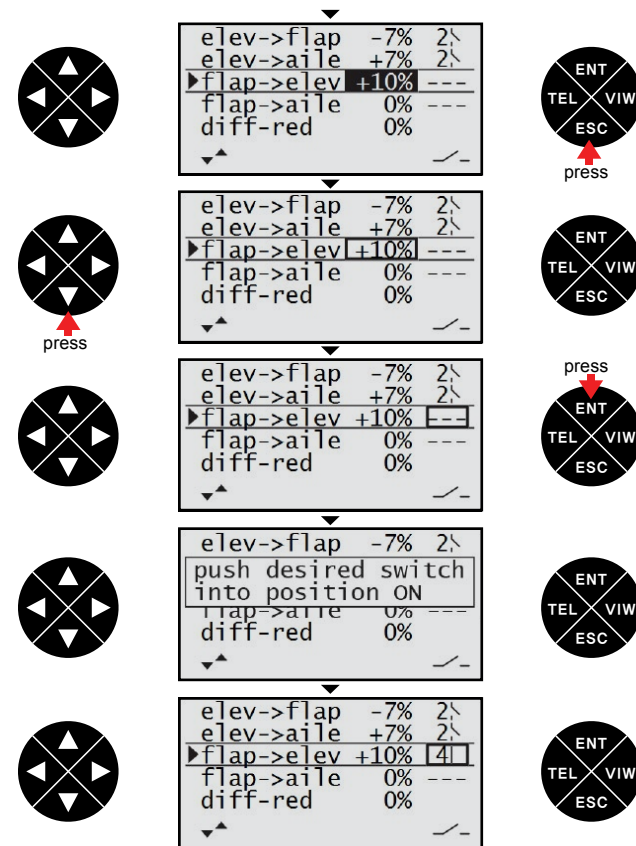 elev->flap -7% 2
elev->aile +7% 2
flap->elev +10% ---
flap->aile 0% ---
diff-red 0%
ENT
TEL VIW
ESC
press
elev->flap -7% 2
elev->aile +7% 2
flap->elev +10% ---
flap->aile 0% ---
diff-red 0%
ENT
TEL VIW
ESC
press
elev->flap -7% 2
elev->aile +7% 2
flap->elev +10% ---
flap->aile 0% ---
diff-red 0%
press
ENT
TEL VIW
ESC
elev->flap -7% 2
push desired switch
into position ON
flap->aile 0% ---
diff-red 0%
ENT
TEL VIW
ESC
elev->flap -7% 2
elev->aile +7% 2
flap->elev +10% 4
flap->aile 0% ---
diff-red 0%
ENT
TEL VIW
ESC